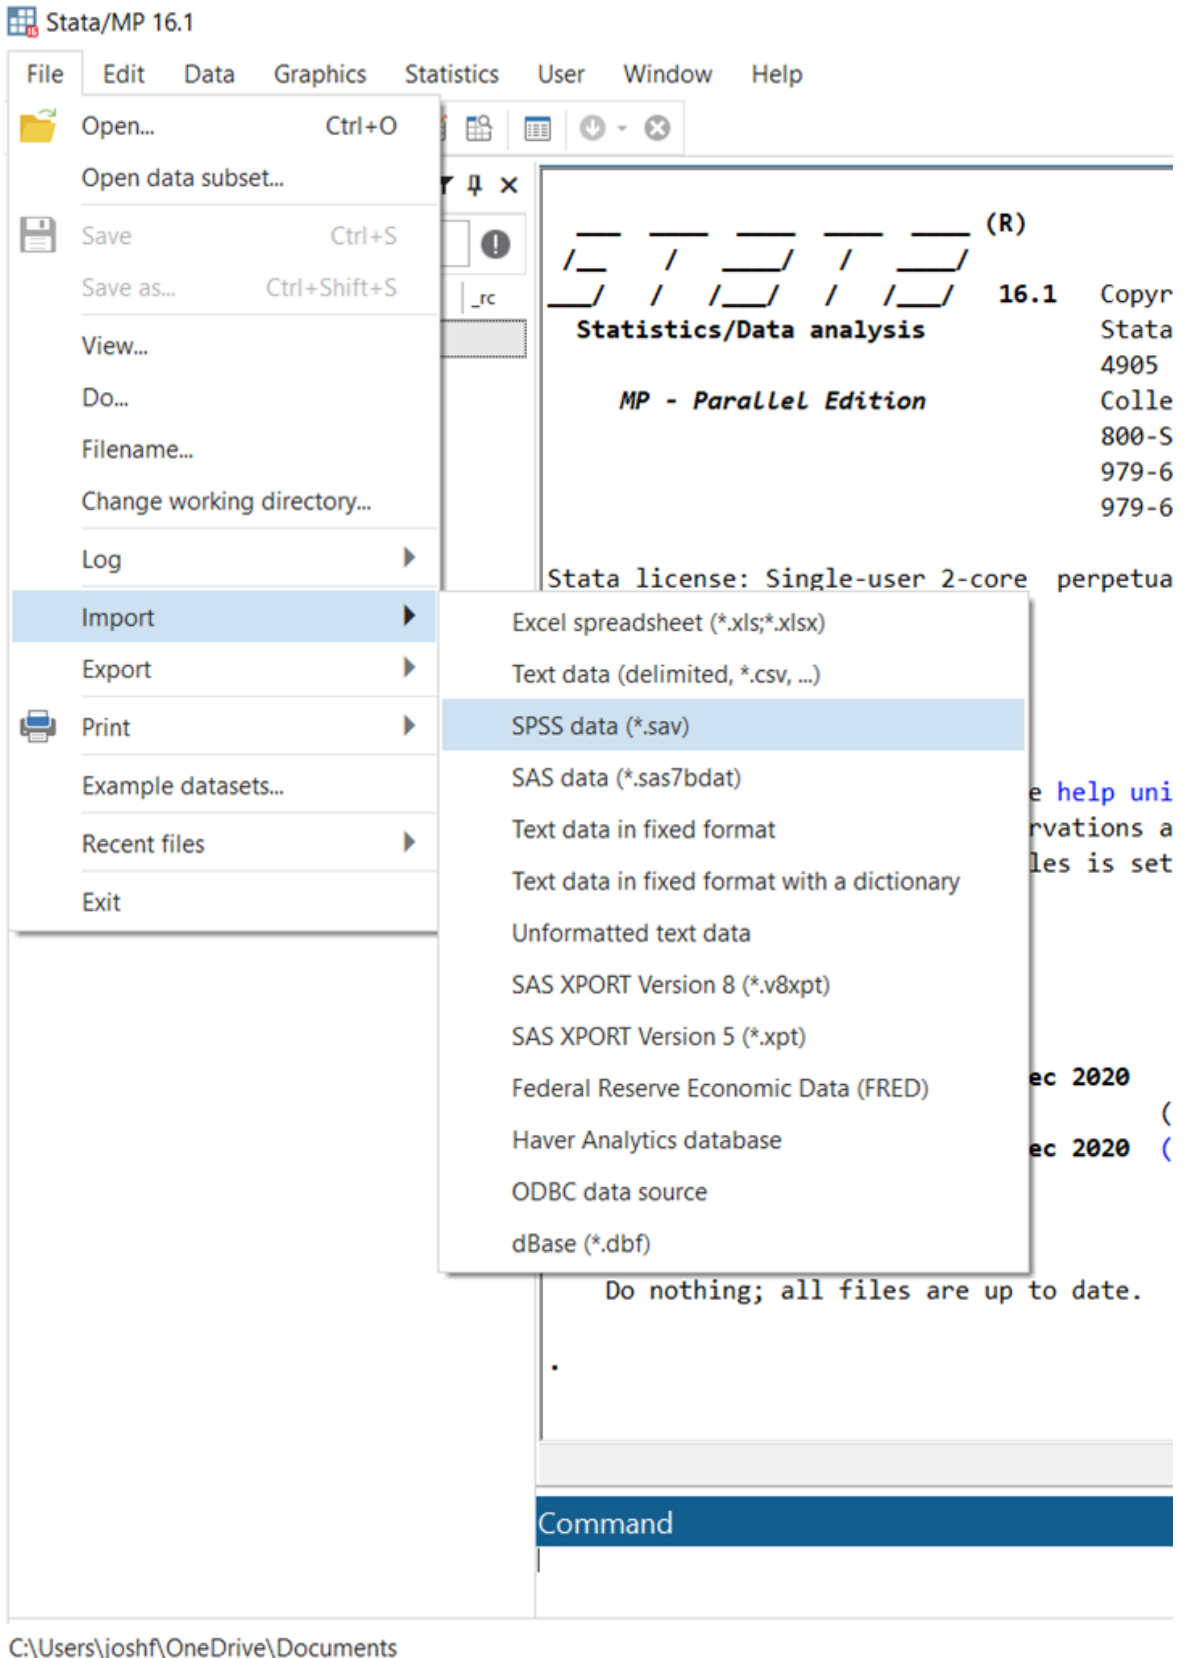 Stata/MP 16.1
File Edit Data Graphics Statistics User Window Help
Open... Ctrl+O
Open data subset...
Save Ctrl+S
Save as... Ctrl+Shift+S
View...
Do...
Filename...
Change working directory...
Log
Import
Export
Print
Example datasets...
Recent files
Exit
_rc
Excel spreadsheet (*.xls;*.xlsx)
Text data (delimited, *.csv, ...)
SPSS data (*.sav)
SAS data (*.sas7bdat)
Text data in fixed format
Text data in fixed format with a dictionary
Unformatted text data
SAS XPORT Version 8 (*.v8xpt)
SAS XPORT Version 5 (*.xpt)
Federal Reserve Economic Data (FRED)
Haver Analytics database
ODBC data source
dBase (*.dbf)
(R)
16.1 Copyr
Statistics/Data analysis Stata
4905
MP - Parallel Edition Colle
800-S
979-6
979-6
Stata license: Single-user 2-core perpetua
e help uni
rvations a
les is set
ec 2020
(
ec 2020 (
Do nothing; all files are up to date.
.
Command
C:\Users\joshf\OneDrive\Documents